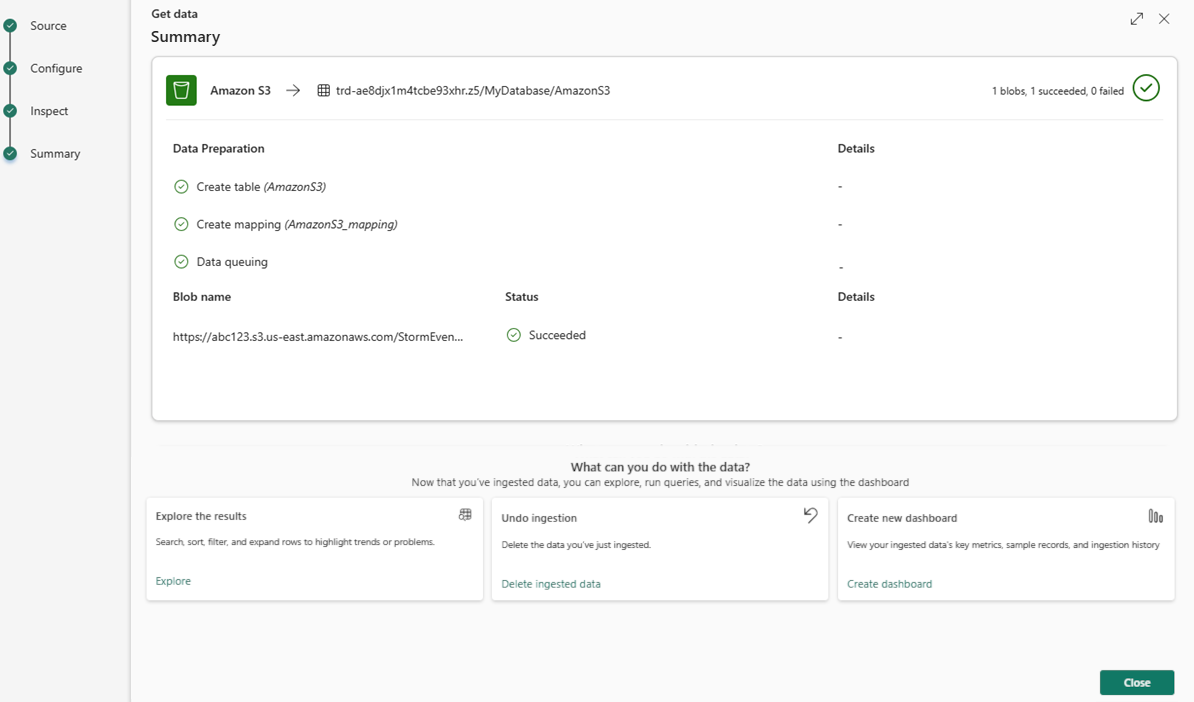 Source
Configure
Inspect
Summary
Get data
Summary
Amazon S3 → trd-ae8djx1m4tcbe93xhr.z5/MyDatabase/AmazonS3
1 blobs, 1 succeeded, 0 failed
Data Preparation Details
Create table (AmazonS3) -
Create mapping (AmazonS3_mapping) -
Data queuing -
Blob name Status Details
https://abc123.s3.us-east.amazonaws.com/StormEven... Succeeded -
What can you do with the data?
Now that you've ingested data, you can explore, run queries, and visualize the data using the dashboard
Explore the results
Search, sort, filter, and expand rows to highlight trends or problems.
Explore
Undo ingestion
Delete the data you've just ingested.
Delete ingested data
Create new dashboard
View your ingested data's key metrics, sample records, and ingestion history
Create dashboard
Close